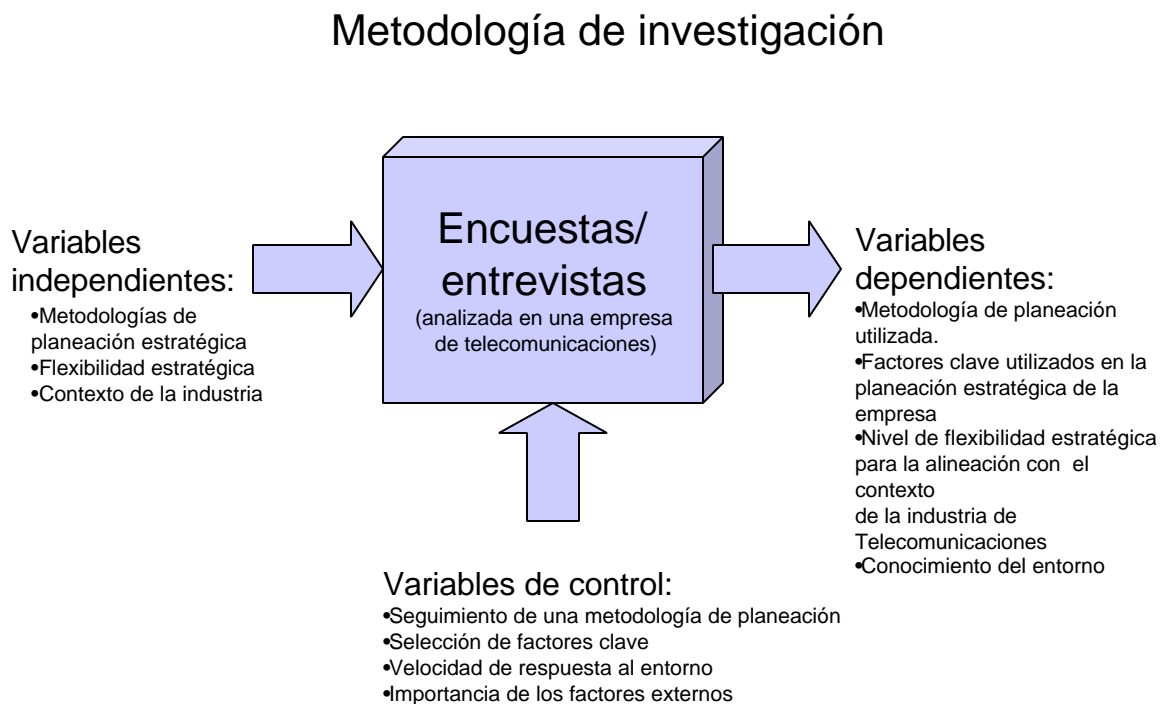 Metodología de investigación
Variables
independientes:
•Metodologías de
planeación estratégica
•Flexibilidad estratégica
•Contexto de la industria
Encuestas/
entrevistas
(analizada en una empresa
de telecomunicaciones)
Variables
dependientes:
•Metodología de planeación
utilizada.
•Factores clave utilizados en la
planeación estratégica de la
empresa
•Nivel de flexibilidad estratégica
para la alineación con  el
contexto
de la industria de
Telecomunicaciones
•Conocimiento del entorno
Variables de control:
•Seguimiento de una metodología de planeación
•Selección de factores clave
•Velocidad de respuesta al entorno
•Importancia de los factores externos